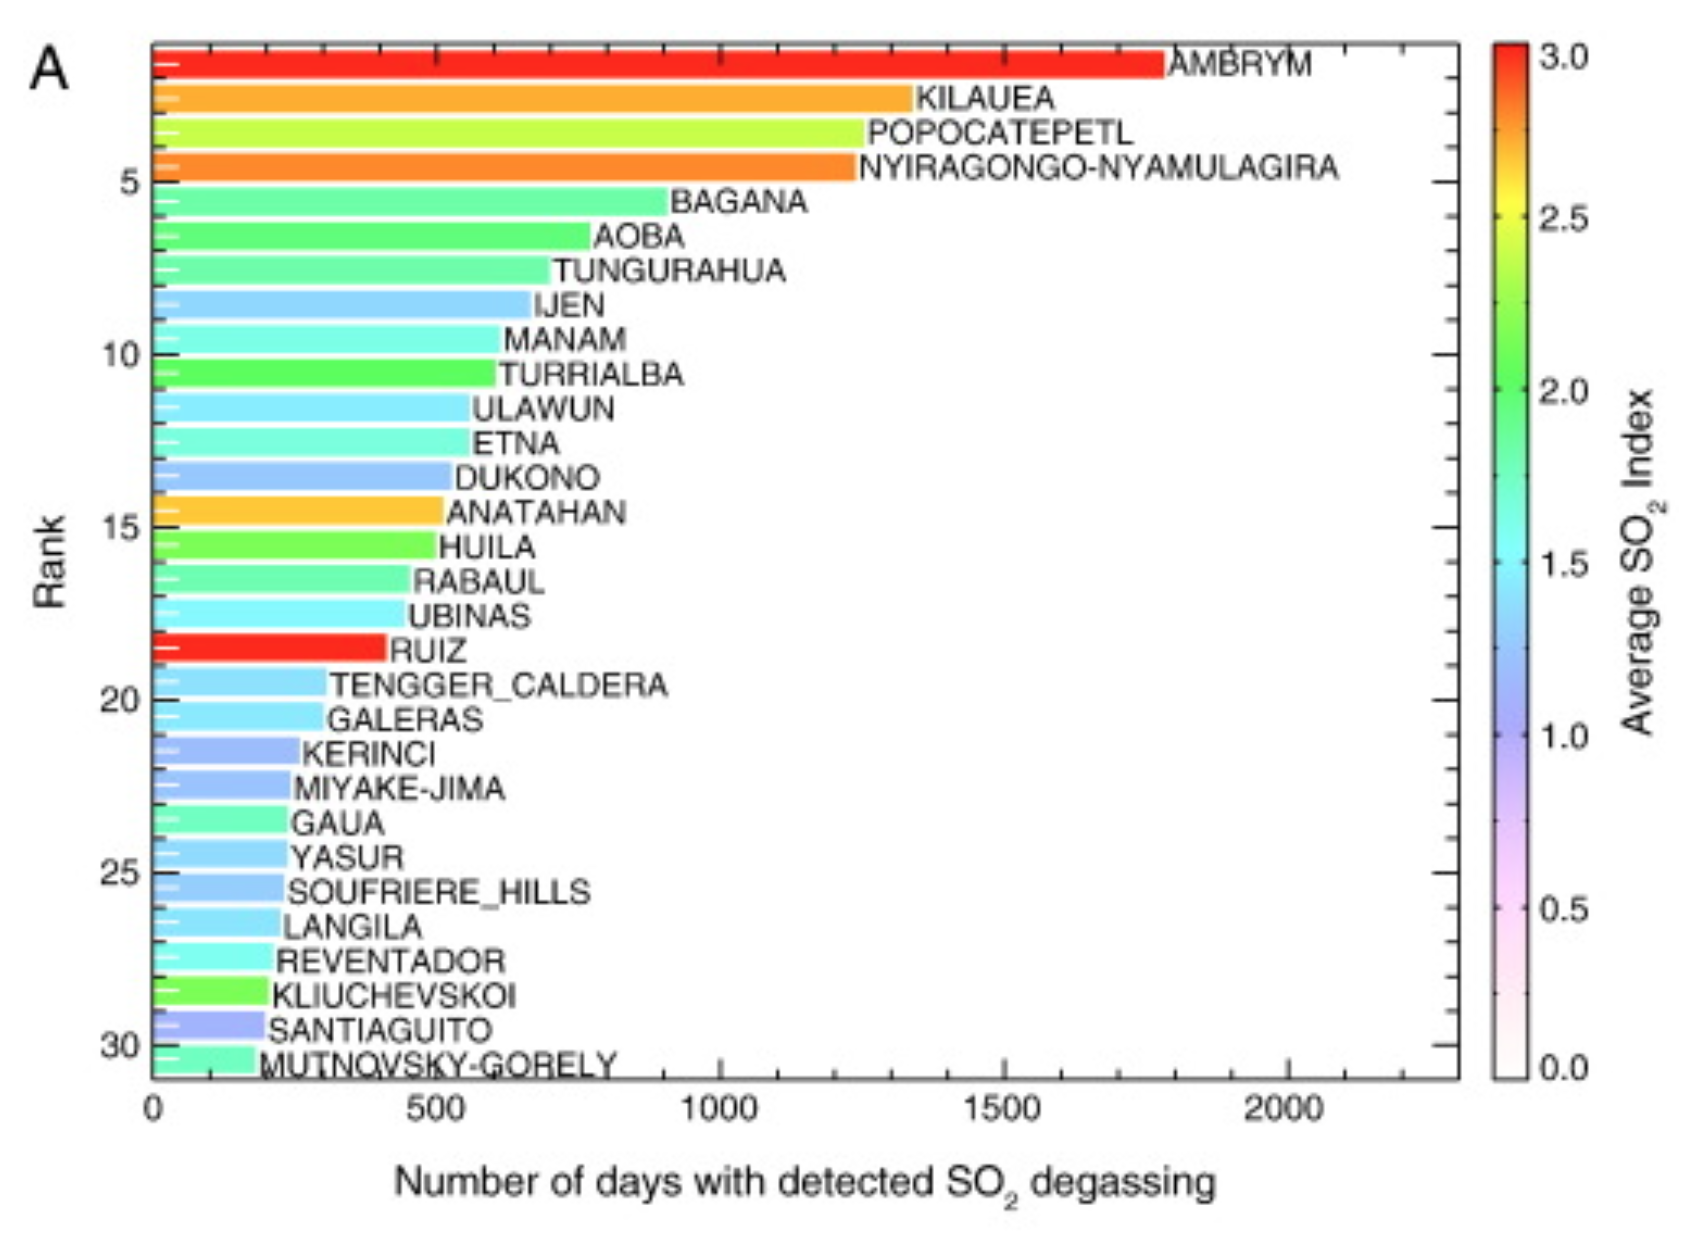 A
AMBRYM
KILAUEA
POPOCATEPETL
NYIRAGONGO-NYAMULAGIRA
5
BAGANA
AOBA
TUNGURAHUA
IJEN
MANAM
10
TURRIALBA
ULAWUN
ETNA
DUKONO
ANATAHAN
15
HUILA
RABAUL
UBINAS
RUIZ
TENGGER_CALDERA
20
GALERAS
KERINCI
MIYAKE-JIMA
GAUA
YASUR
25
SOUFRIERE_HILLS
LANGILA
REVENTADOR
KLIUCHEVSKOI
SANTIAGUITO
30
MUTNOVSKY-GORELY
Rank
0 500 1000 1500 2000
Number of days with detected SO₂ degassing
3.0
2.5
2.0
1.5
1.0
0.5
0.0
Average SO₂ Index